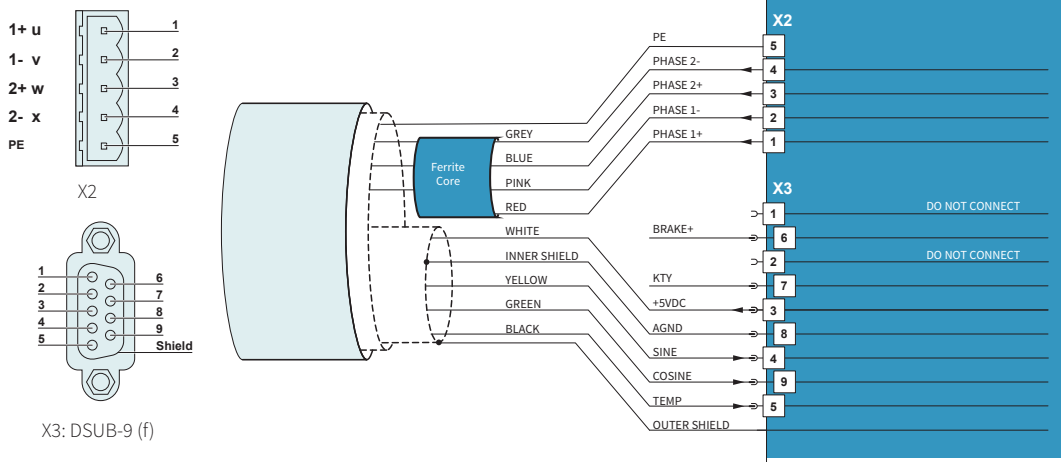 1+ u
1- v
2+ w
2- x
PE
1
2
3
4
5
X2
1
2
3
4
5
6
7
8
9
Shield
X3: DSUB-9 (f)
Ferrite
Core
GREY
BLUE
PINK
RED
WHITE
INNER SHIELD
YELLOW
GREEN
BLACK
PE
PHASE 2-
PHASE 2+
PHASE 1-
PHASE 1+
BRAKE+
KTY
+5VDC
AGND
SINE
COSINE
TEMP
OUTER SHIELD
X2
5
4
3
2
1
X3
1 DO NOT CONNECT
6
2 DO NOT CONNECT
7
3
8
4
9
5